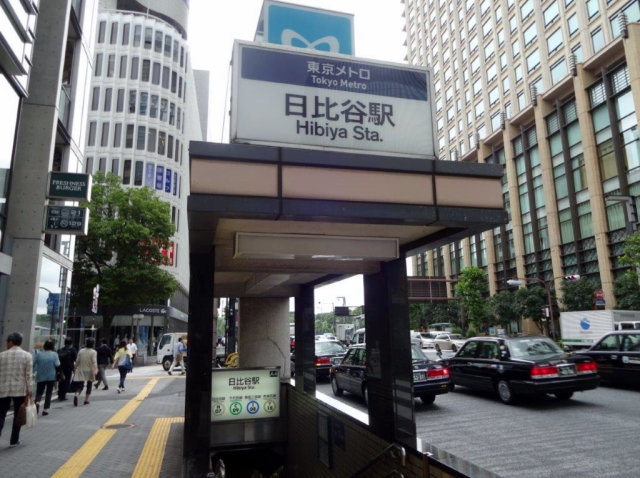 東京メトロ
Tokyo Metro
日比谷駅
Hibiya Sta.
FRESHNESS BURGER
LACOSTE
日比谷駅